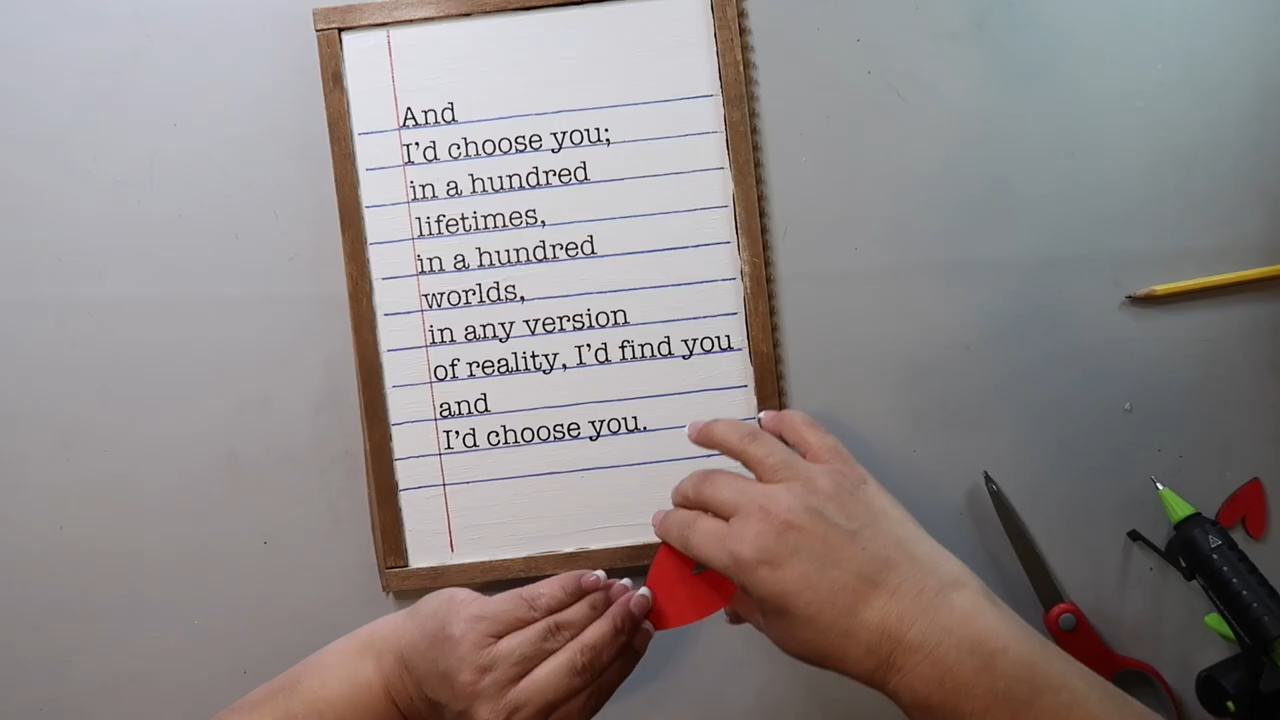 And
I'd choose you;
in a hundred
lifetimes,
in a hundred
worlds,
in any version
of reality, I'd find you
and
I'd choose you.